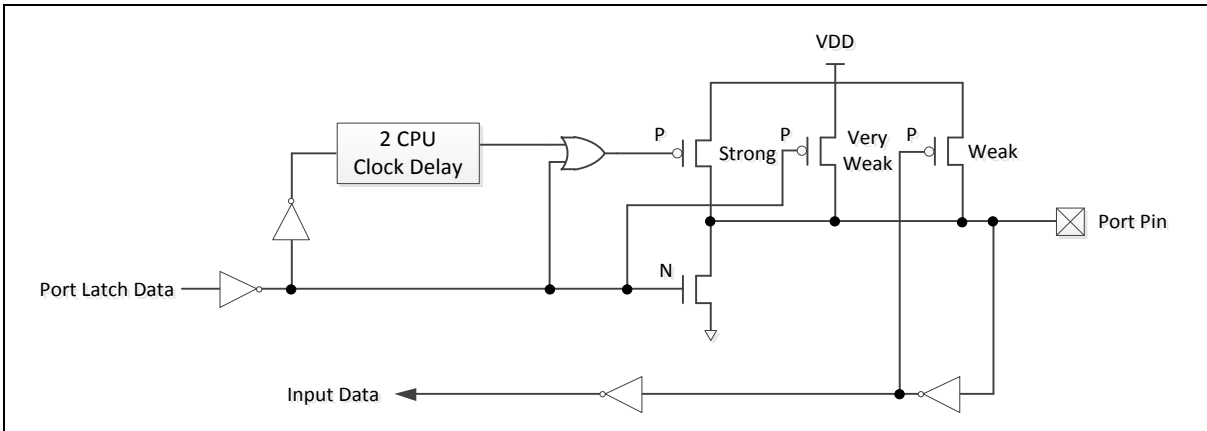 VDD
2 CPU
Clock Delay
P
Strong
P
Very
Weak
P
Weak
Port Pin
N
Port Latch Data
Input Data